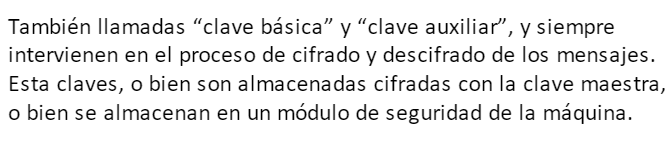 También llamadas “clave básica” y “clave auxiliar”, y siempre
intervienen en el proceso de cifrado y descifrado de los mensajes.
Esta claves, o bien son almacenadas cifradas con la clave maestra,
o bien se almacenan en un módulo de seguridad de la máquina.